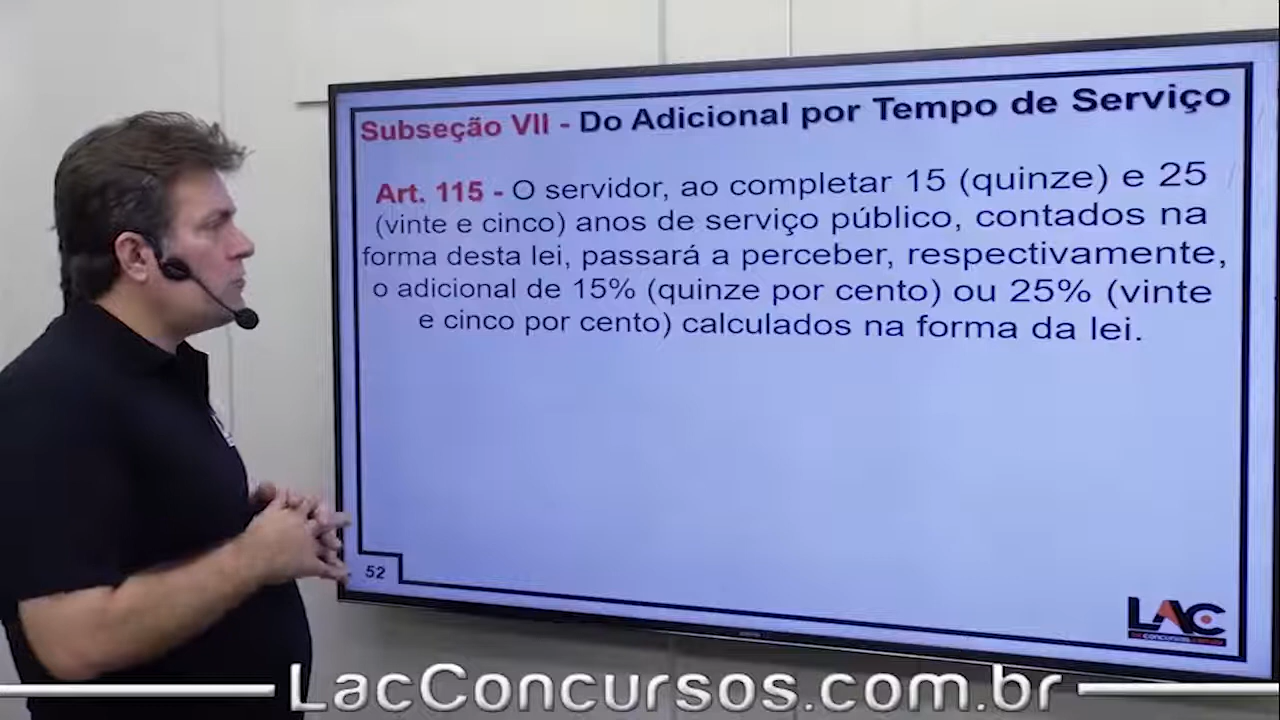 Subseção VII - Do Adicional por Tempo de Serviço
Art. 115 - O servidor, ao completar 15 (quinze) e 25
(vinte e cinco) anos de serviço público, contados na
forma desta lei, passará a perceber, respectivamente,
o adicional de 15% (quinze por cento) ou 25% (vinte
e cinco por cento) calculados na forma da lei.
52
LAC
LacConcursos.com.br